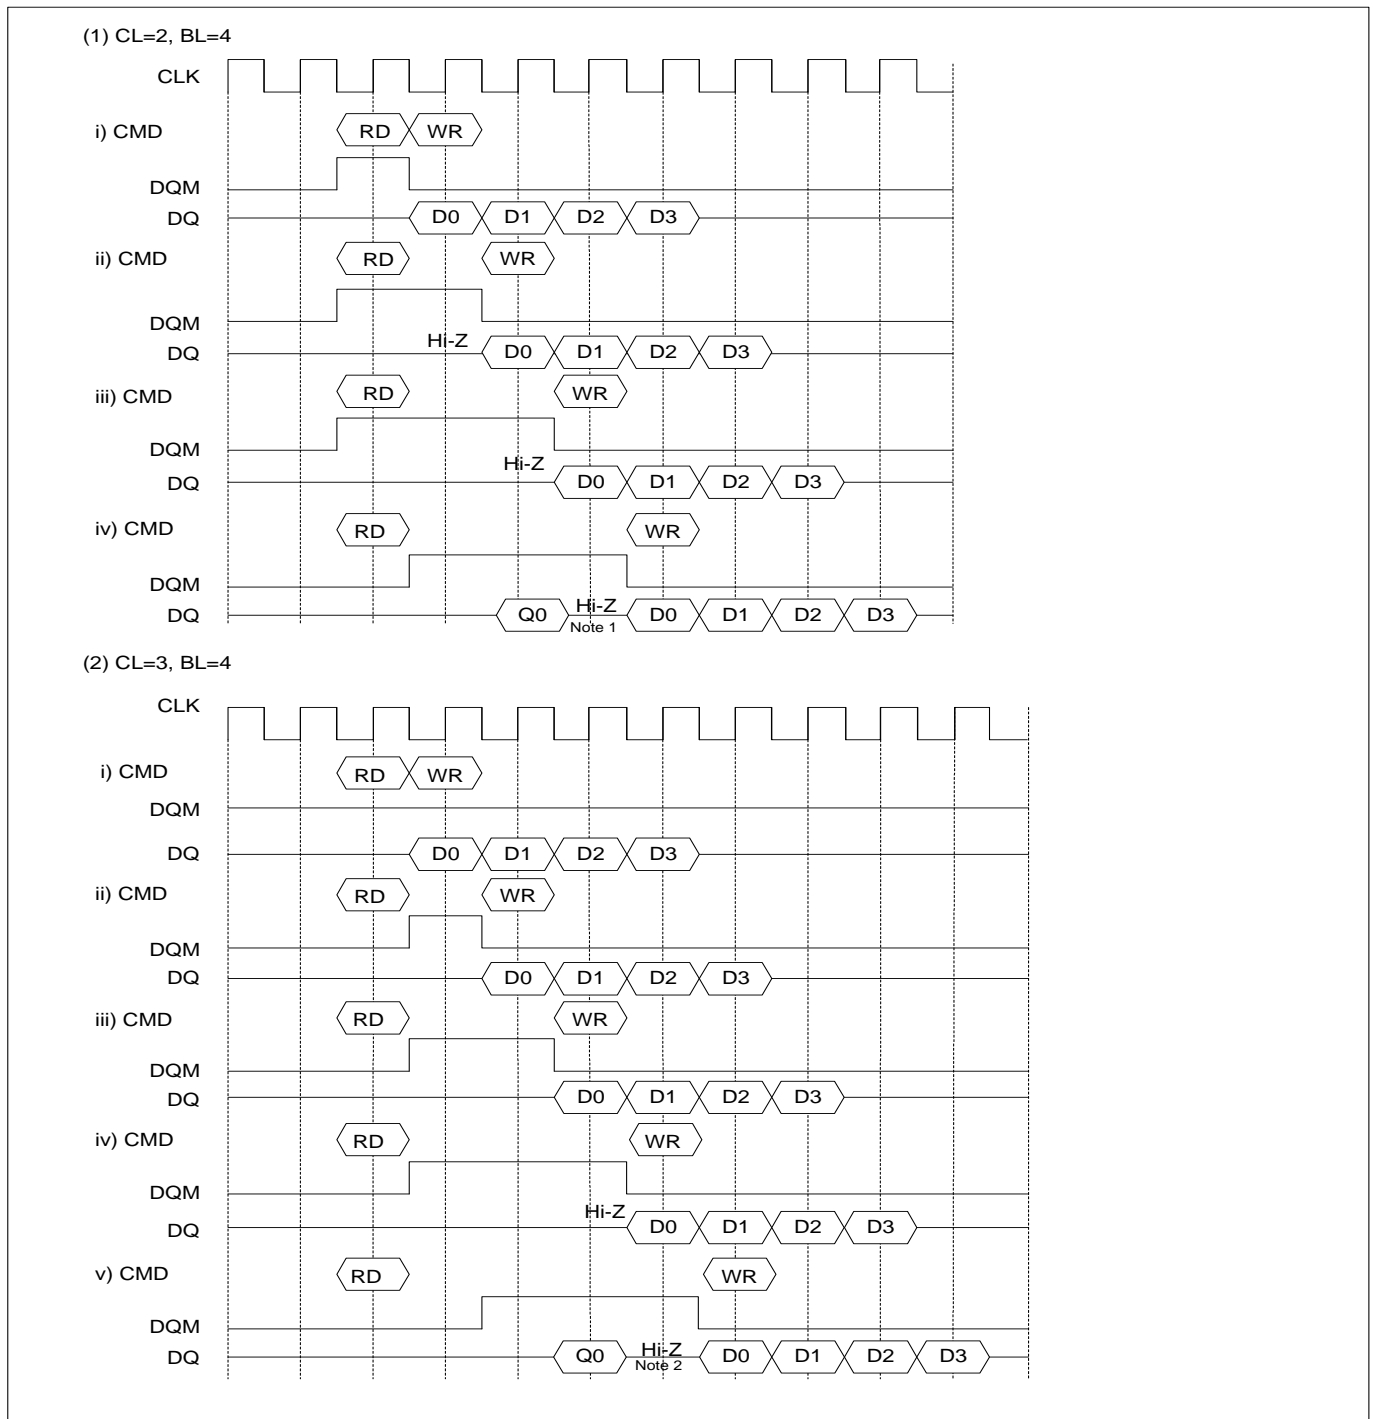 (1) CL=2, BL=4
CLK
i) CMD RD WR
DQM
DQ D0 D1 D2 D3
ii) CMD RD WR
DQM
DQ Hi-Z D0 D1 D2 D3
iii) CMD RD WR
DQM
DQ Hi-Z D0 D1 D2 D3
iv) CMD RD WR
DQM
DQ Q0 Hi-Z D0 D1 D2 D3
Note 1
(2) CL=3, BL=4
CLK
i) CMD RD WR
DQM
DQ D0 D1 D2 D3
ii) CMD RD WR
DQM
DQ D0 D1 D2 D3
iii) CMD RD WR
DQM
DQ D0 D1 D2 D3
iv) CMD RD WR
DQM
DQ Hi-Z D0 D1 D2 D3
v) CMD RD WR
DQM
DQ Q0 Hi-Z D0 D1 D2 D3
Note 2